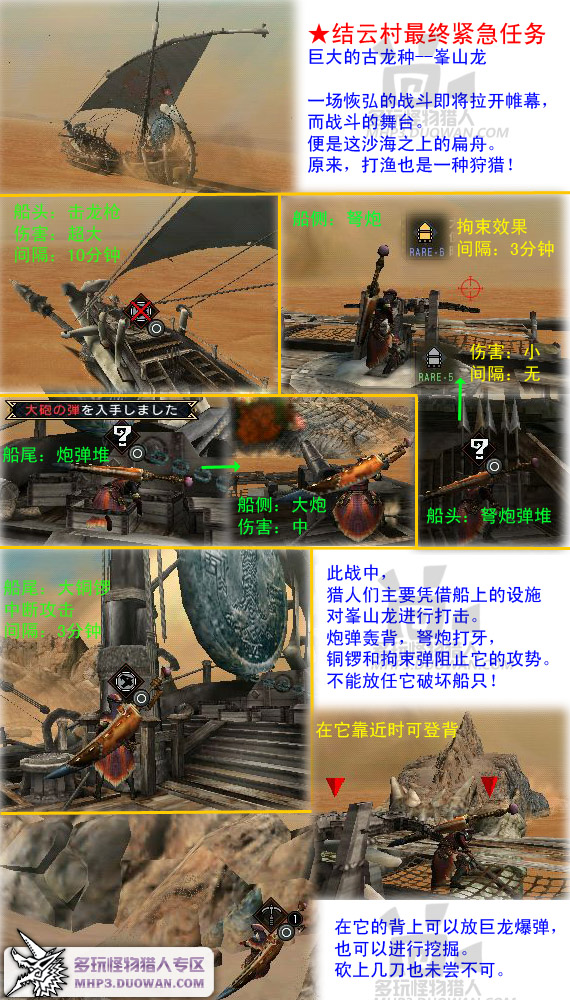 ★结云村最终紧急任务
巨大的古龙种--峯山龙
一场恢弘的战斗即将拉开帷幕，
而战斗的舞台。
便是这沙海之上的扁舟。
原来，打渔也是一种狩猎！
MHP3.DUOWAN.COM
船头：击龙枪
伤害：超大
间隔：10分钟
船侧：弩炮
RARE-8
拘束效果
间隔：3分钟
RARE-5
伤害：小
间隔：无
大砲の弾を入手しました
船尾：炮弹堆
船侧：大炮
伤害：中
船头：弩炮弹堆
船尾：大铜锣
中断攻击
间隔：3分钟
此战中，
猎人们主要凭借船上的设施
对峯山龙进行打击。
炮弹轰背，弩炮打牙，
铜锣和拘束弹阻止它的攻势。
不能放任它破坏船只！
在它靠近时可登背
1
在它的背上可以放巨龙爆弹，
也可以进行挖掘。
砍上几刀也未尝不可。
多玩怪物猎人专区
MHP3.DUOWAN.COM